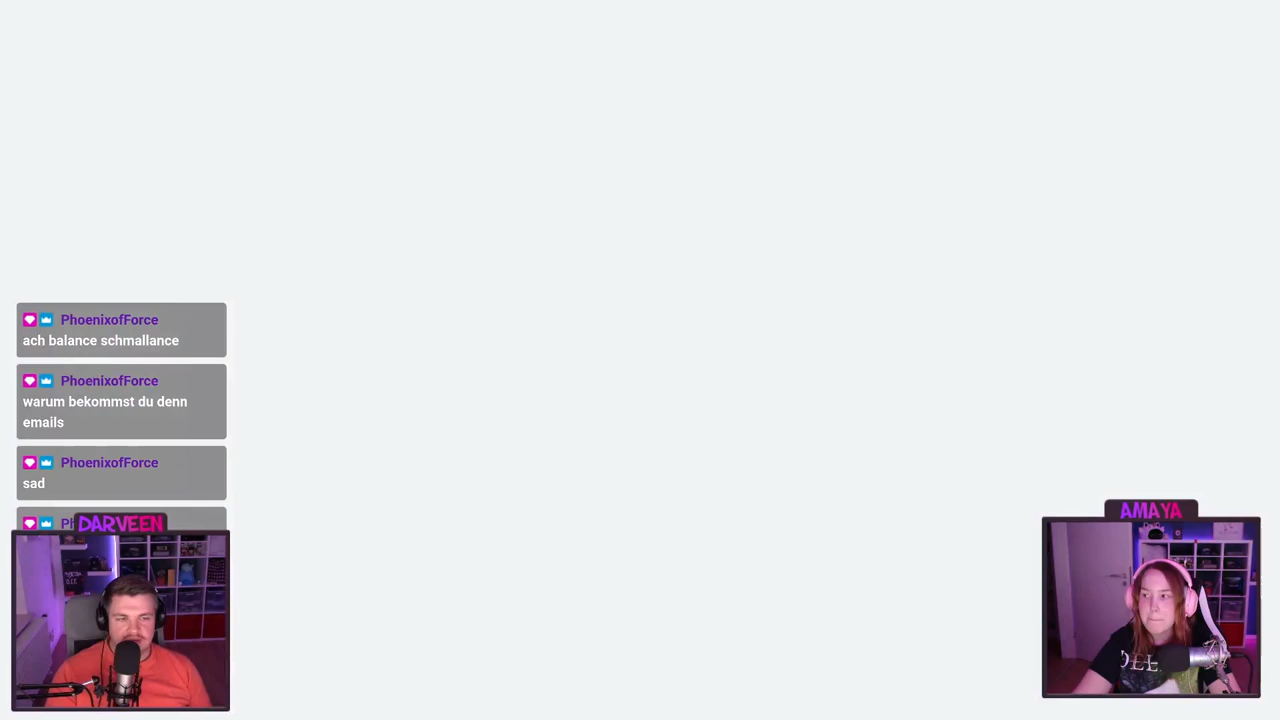 PhoenixofForce
ach balance schmallance
PhoenixofForce
warum bekommst du denn
emails
PhoenixofForce
sad
DARVEEN
AMAYA